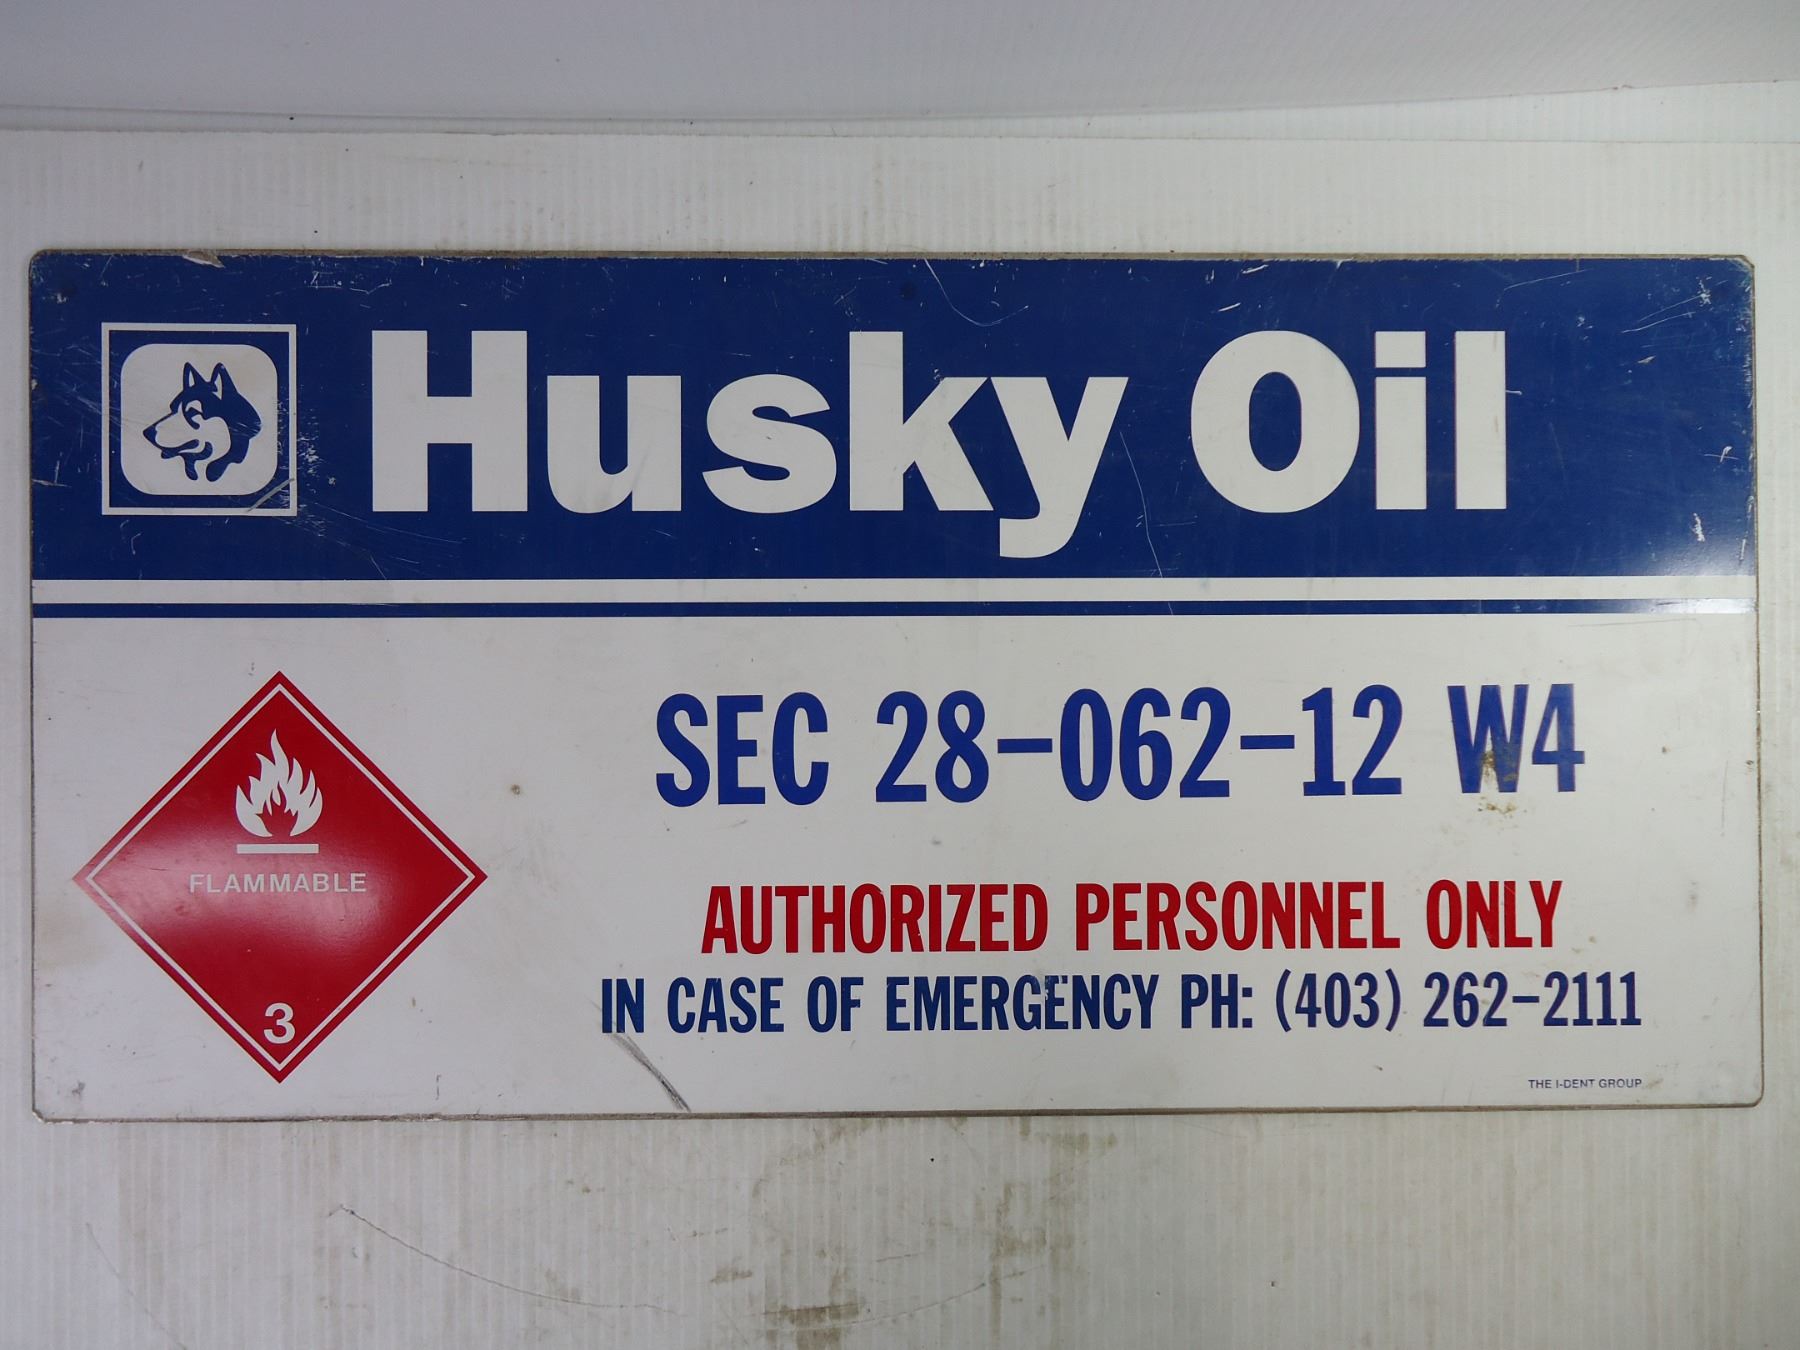 Husky Oil
SEC 28-062-12 W4
FLAMMABLE
3
AUTHORIZED PERSONNEL ONLY
IN CASE OF EMERGENCY PH: (403) 262-2111
THE I-DENT GROUP